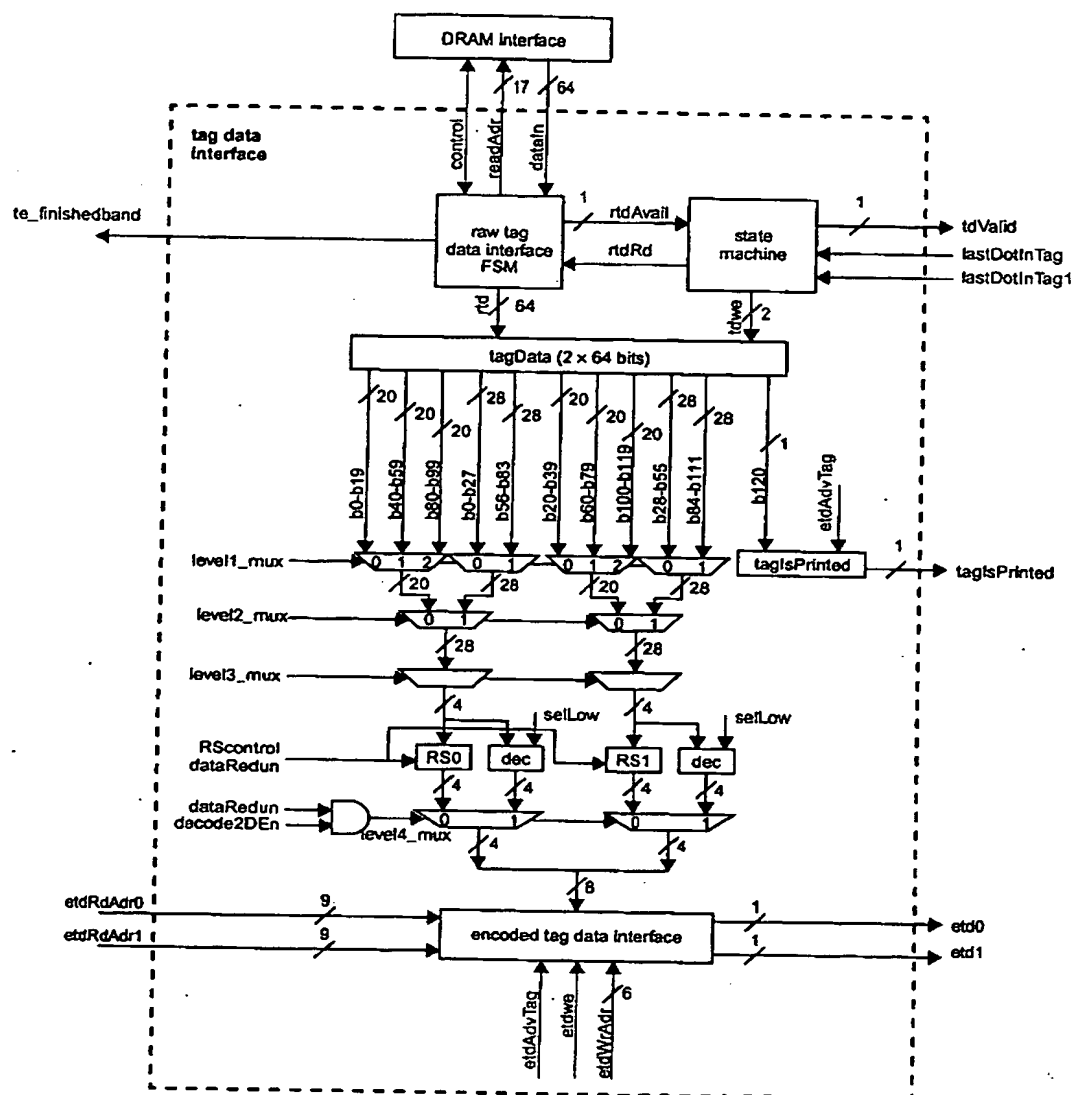 DRAM Interface
17
64
control
readAdr
dataIn
tag data
interface
te_finishedband
raw tag
data interface
FSM
1
rtdAvail
rtdRd
state
machine
1
tdValid
lastDotInTag
lastDotInTag1
rtd
64
tdwe
2
tagData (2 x 64 bits)
20
20
20
28
28
20
20
20
28
28
1
b0-b19
b40-b59
b80-b99
b0-b27
b56-b83
b20-b39
b60-b79
b100-b119
b28-b55
b84-b111
b120
etdAdvTag
level1_mux
0 1 2
0 1
0 1 2
0 1
tagIsPrinted
1
tagIsPrinted
20
28
20
28
level2_mux
0 1
0 1
28
28
level3_mux
4
4
selLow
selLow
RScontrol
dataRedun
RS0
dec
RS1
dec
4
4
4
4
dataRedun
decode2DEn
level4_mux
0 1
0 1
4
4
8
etdRdAdr0
9
etdRdAdr1
9
encoded tag data interface
1
etd0
1
etd1
etdAdvTag
etdwe
etdWrAdr
6